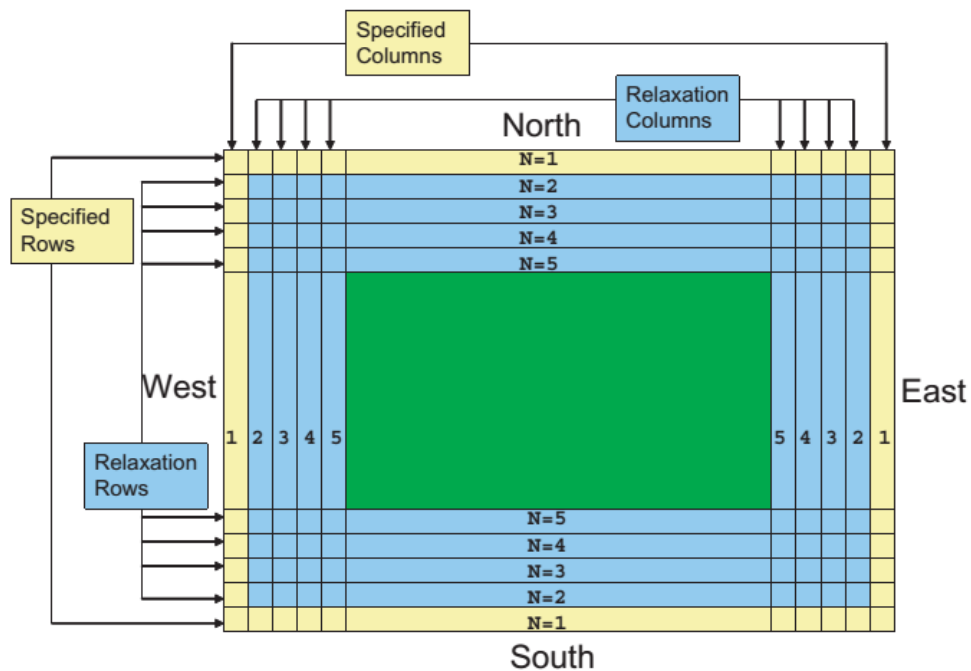 Specified
Columns
Relaxation
Columns
North
N=1
N=2
N=3
N=4
N=5
Specified
Rows
West
East
1 2 3 4 5 5 4 3 2 1
Relaxation
Rows
N=5
N=4
N=3
N=2
N=1
South